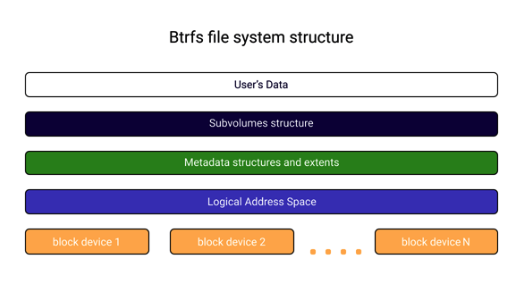 Btrfs file system structure
User's Data
Subvolumes structure
Metadata structures and extents
Logical Address Space
block device 1
block device 2
block device N